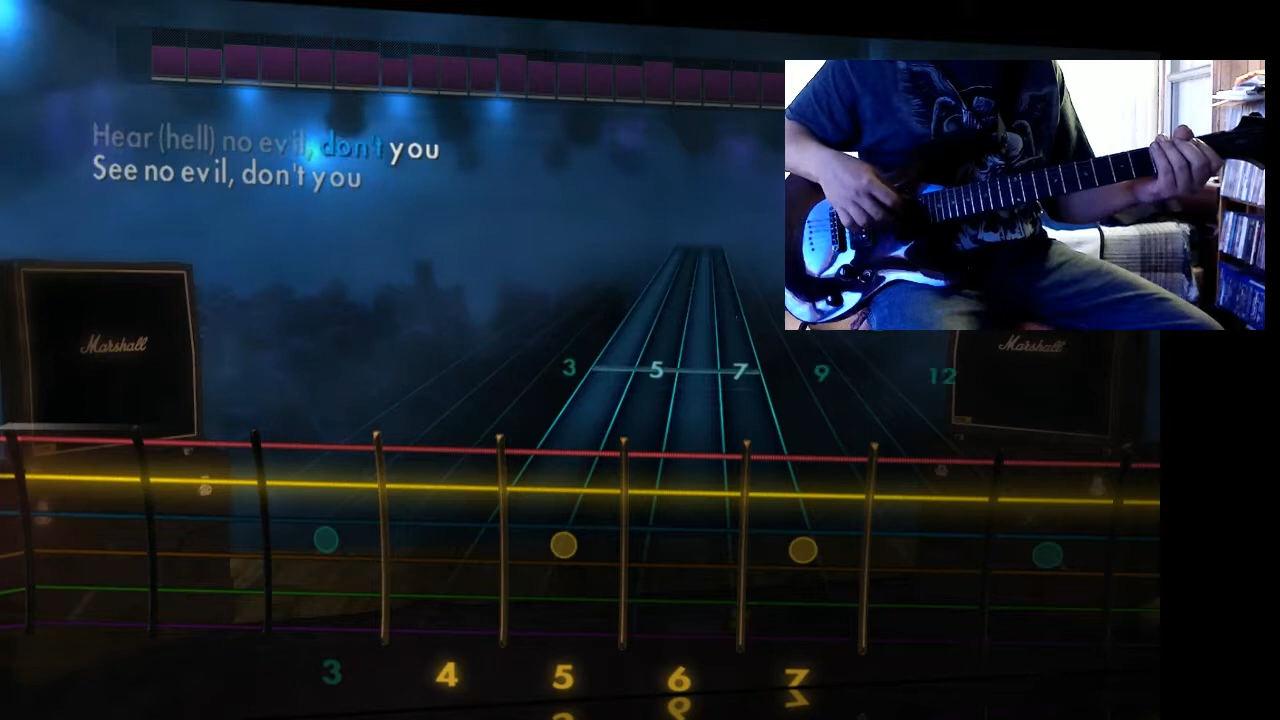 Hear (hell) no evil, don't you
See no evil, don't you
Marshall
Marshall
3 5 7 9 12
3 4 5 6 7